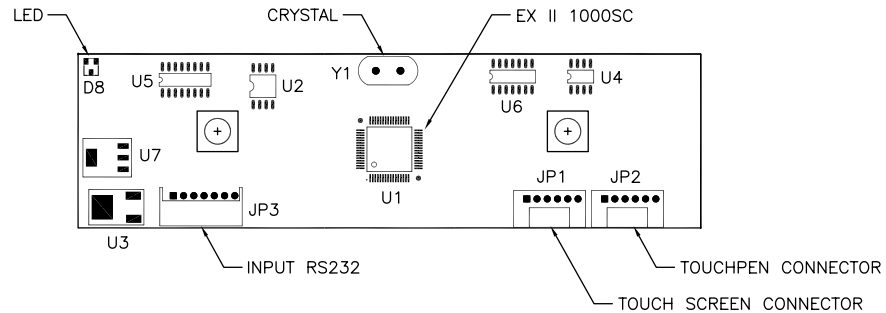 LED
CRYSTAL
EX II 1000SC
D8
U5
U2
Y1
U6
U4
U7
U1
JP1
JP2
U3
JP3
INPUT RS232
TOUCHPEN CONNECTOR
TOUCH SCREEN CONNECTOR